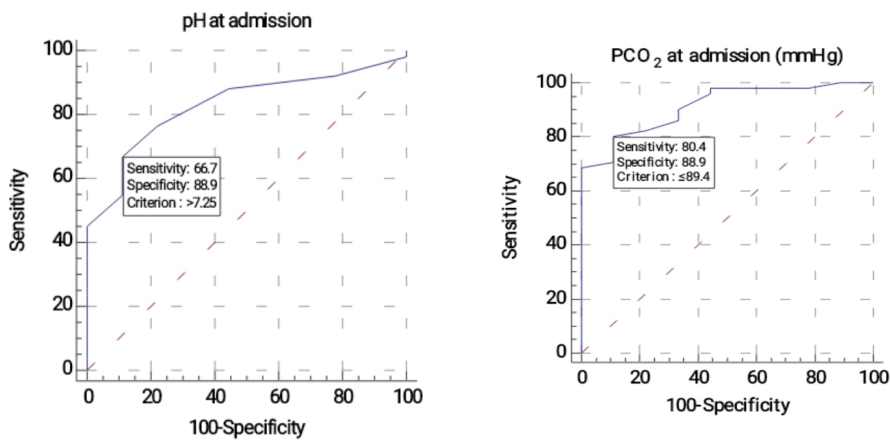 pH at admission
100
80
60
40
20
0
Sensitivity
Sensitivity: 66.7
Specificity: 88.9
Criterion : >7.25
0 20 40 60 80 100
100-Specificity
PCO 2 at admission (mmHg)
100
80
60
40
20
0
Sensitivity
Sensitivity: 80.4
Specificity: 88.9
Criterion : ≤89.4
0 20 40 60 80 100
100-Specificity